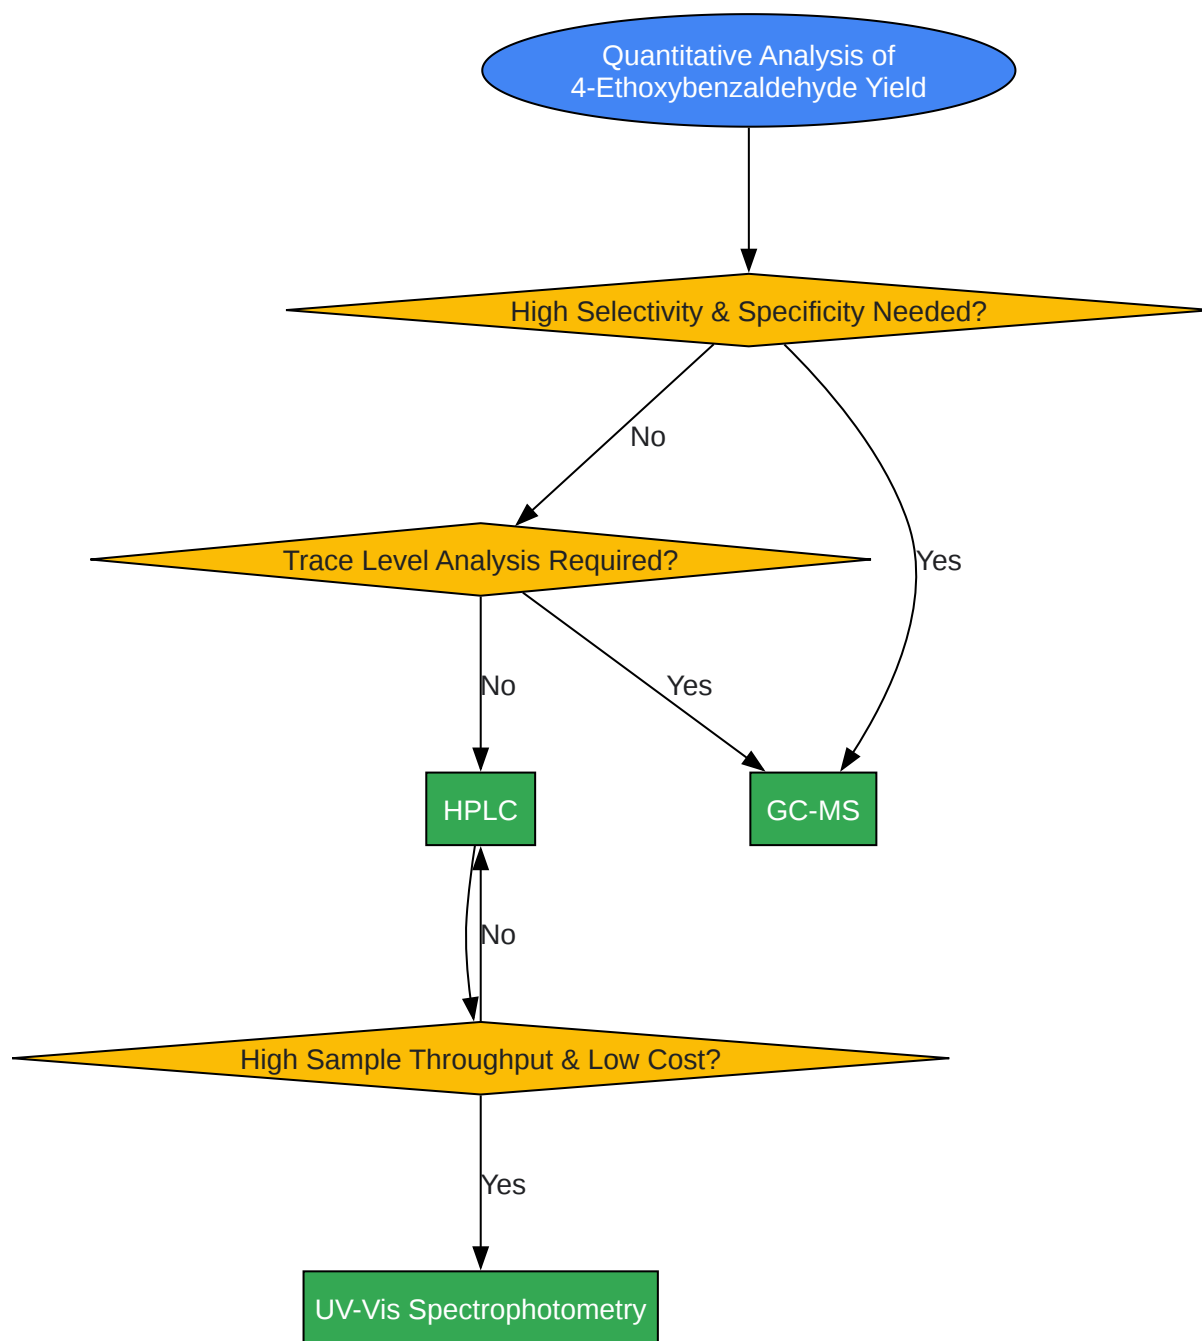 Quantitative Analysis of
4-Ethoxybenzaldehyde Yield
High Selectivity & Specificity Needed?
No
Yes
Trace Level Analysis Required?
No
Yes
HPLC
GC-MS
No
High Sample Throughput & Low Cost?
Yes
UV-Vis Spectrophotometry